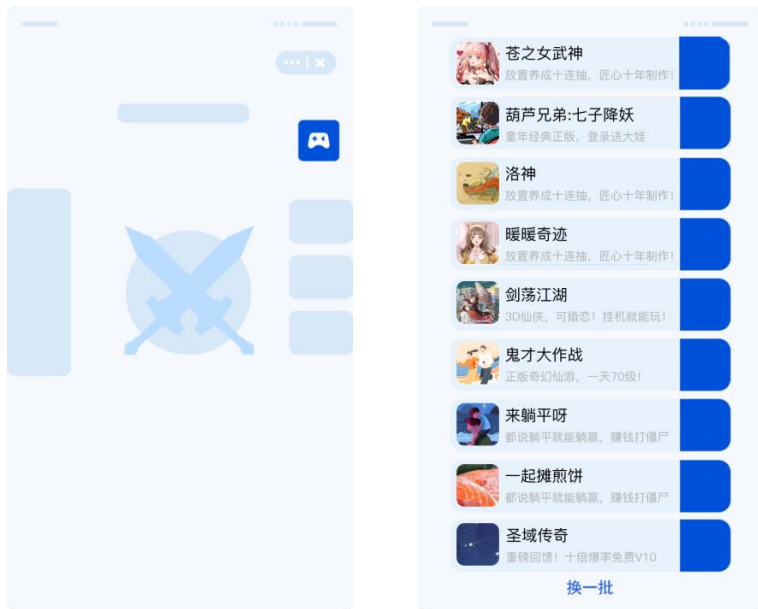 苍之女武神
放置养成十连抽，匠心十年制作！
葫芦兄弟:七子降妖
童年经典正版，登录送大娃
洛神
放置养成十连抽，匠心十年制作！
暖暖奇迹
放置养成十连抽，匠心十年制作！
剑荡江湖
3D仙侠，可婚恋！挂机就能玩！
鬼才大作战
正版奇幻仙游，一天70级！
来躺平呀
都说躺平就能躺赢，赚钱打僵尸
一起摊煎饼
都说躺平就能躺赢，赚钱打僵尸
圣域传奇
重磅回馈！十倍爆率免费V10
换一批